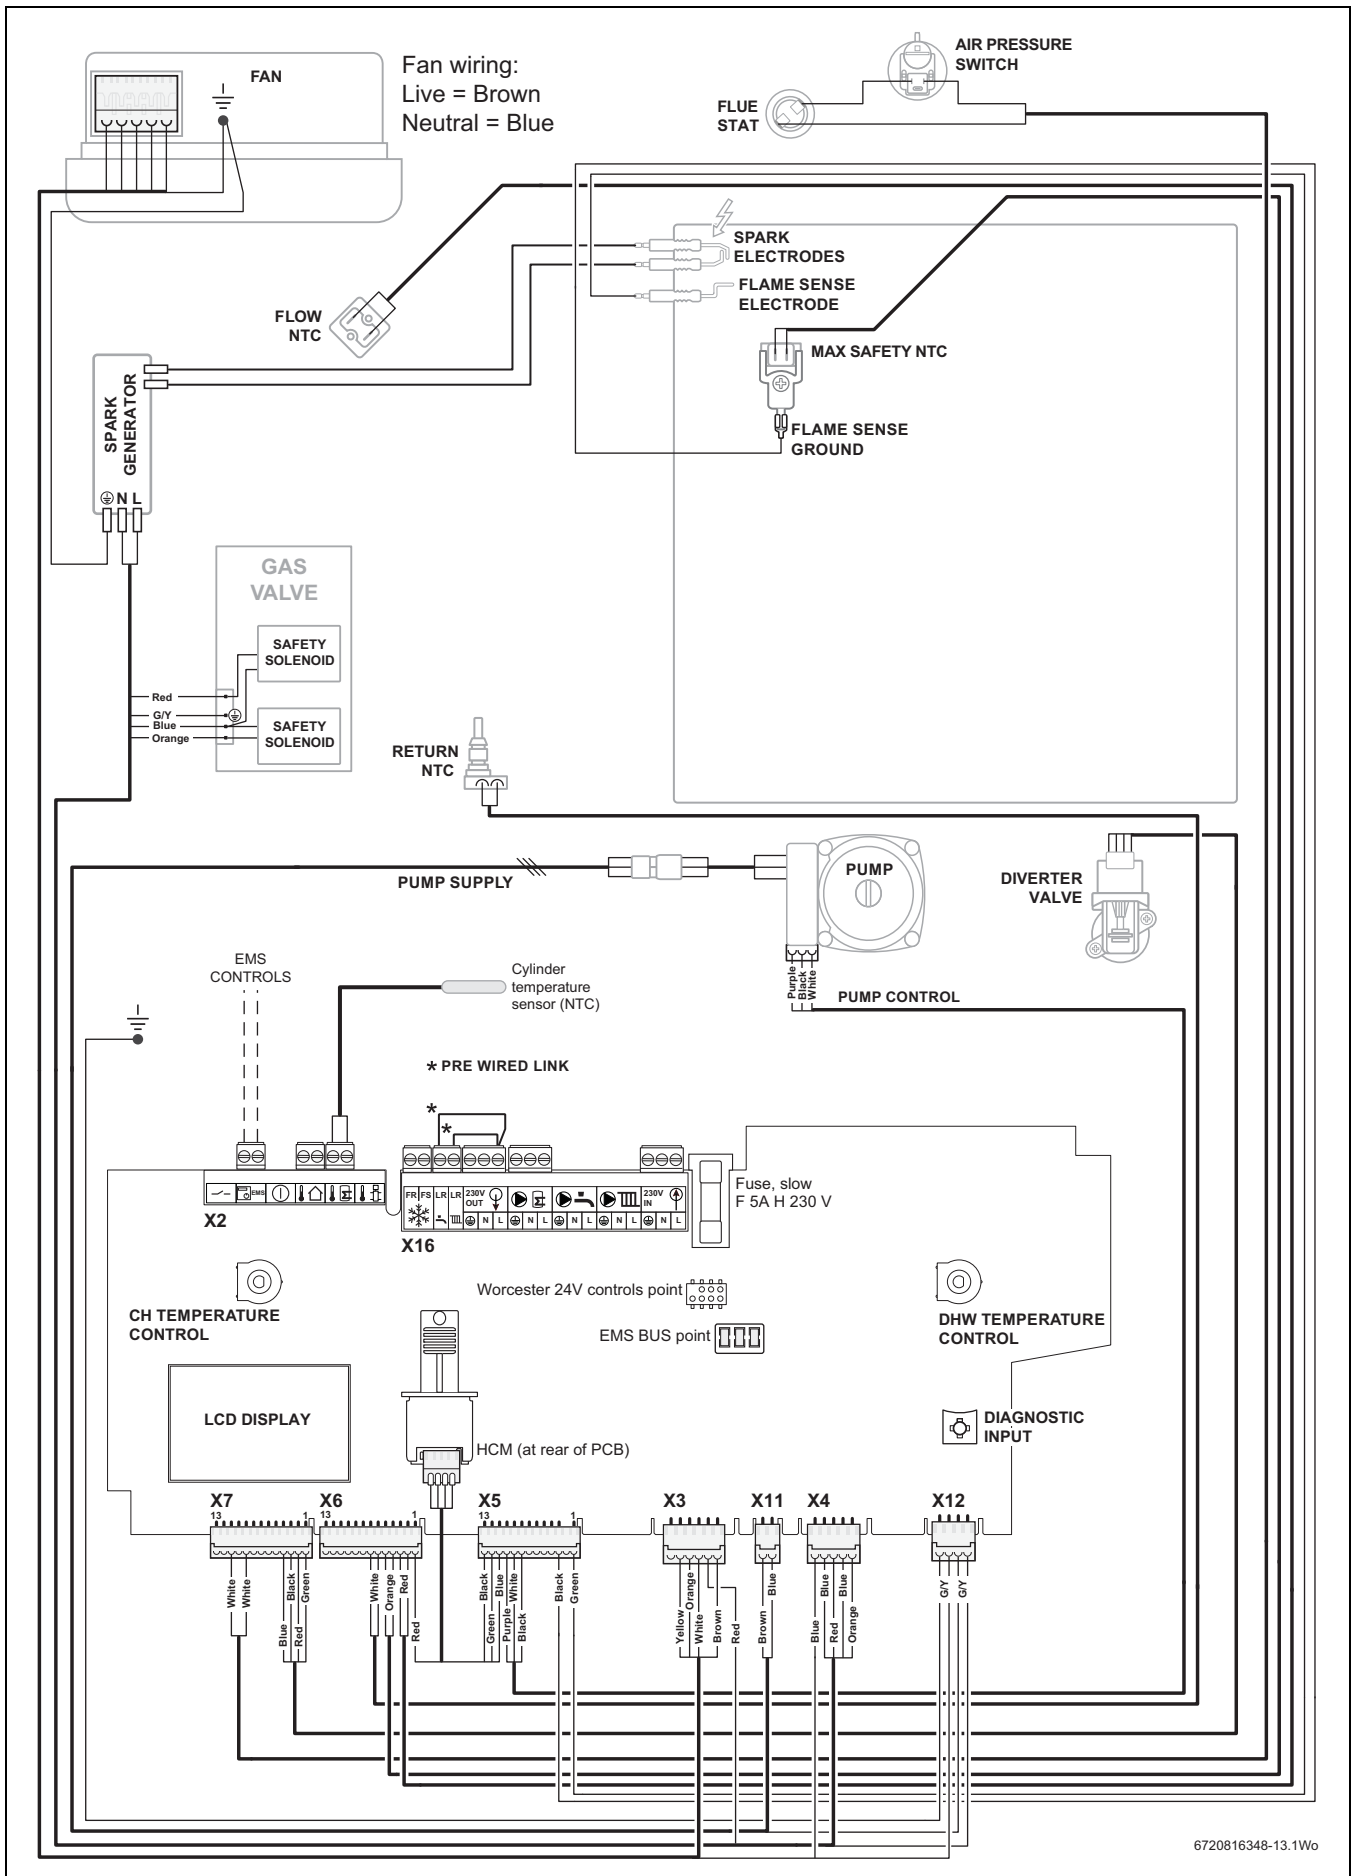 FAN
Fan wiring:
Live = Brown
Neutral = Blue
AIR PRESSURE
SWITCH
FLUE
STAT
SPARK
ELECTRODES
FLAME SENSE
ELECTRODE
FLOW
NTC
MAX SAFETY NTC
FLAME SENSE
GROUND
SPARK
GENERATOR
N L
GAS
VALVE
SAFETY
SOLENOID
Red
G/Y
Blue
Orange
SAFETY
SOLENOID
RETURN
NTC
PUMP SUPPLY
PUMP
DIVERTER
VALVE
Purple
Black
White
PUMP CONTROL
EMS
CONTROLS
Cylinder
temperature
sensor (NTC)
* PRE WIRED LINK
*
*
EMS
X2
FR FS LR LR 230V OUT 230V IN
N L N L N L N L N L
X16
Fuse, slow
F 5A H 230 V
Worcester 24V controls point
EMS BUS point
CH TEMPERATURE
CONTROL
DHW TEMPERATURE
CONTROL
LCD DISPLAY
HCM (at rear of PCB)
DIAGNOSTIC
INPUT
X7
13 1
X6
13 1
X5
13 1
X3
X11
X4
X12
White
White
Blue
Black
Red
Green
White
Orange
Red
Red
Black
Green
Blue
Purple
White
Black
Black
Green
Yellow
Orange
White
Brown
Red
Brown
Blue
Blue
Blue
Red
Blue
Orange
G/Y
G/Y
6720816348-13.1Wo